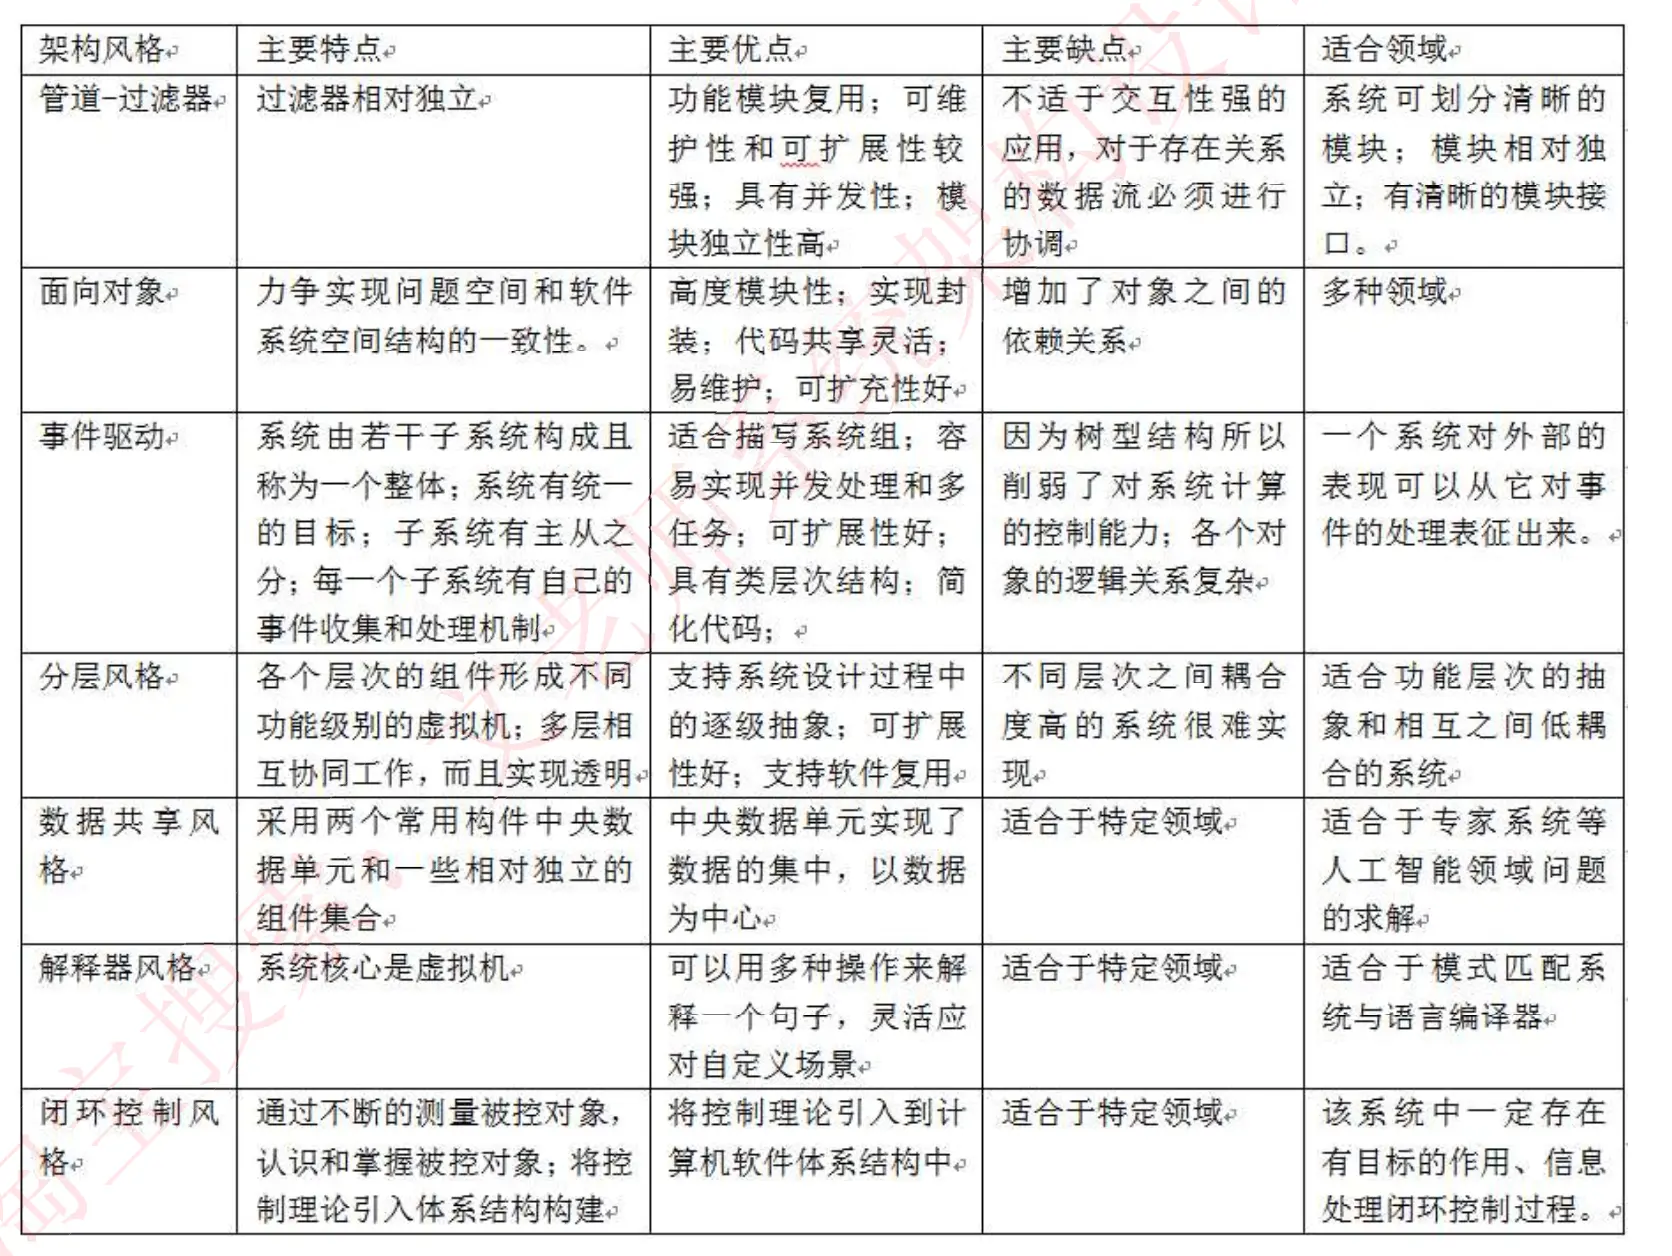 架构风格 主要特点 主要优点 主要缺点 适合领域
管道-过滤器 过滤器相对独立 功能模块复用；可维 不适于交互性强的 系统可划分清晰的
护性和可扩展性较 应用，对于存在关系 模块；模块相对独
强；具有并发性；模 的数据流必须进行 立；有清晰的模块接
块独立性高 协调 口。
面向对象 力争实现问题空间和软件 高度模块性；实现封 增加了对象之间的 多种领域
系统空间结构的一致性。 装；代码共享灵活； 依赖关系
易维护；可扩充性好
事件驱动 系统由若干子系统构成且 适合描写系统组；容 因为树型结构所以 一个系统对外部的
称为一个整体；系统有统一 易实现并发处理和多 削弱了对系统计算 表现可以从它对事
的目标；子系统有主从之 任务；可扩展性好； 的控制能力；各个对 件的处理表征出来。
分；每一个子系统有自己的 具有类层次结构；简 象的逻辑关系复杂
事件收集和处理机制 化代码；
分层风格 各个层次的组件形成不同 支持系统设计过程中 不同层次之间耦合 适合功能层次的抽
功能级别的虚拟机；多层相 的逐级抽象；可扩展 度高的系统很难实 象和相互之间低耦
互协同工作，而且实现透明 性好；支持软件复用 现 合的系统
数据共享风 采用两个常用构件中央数 中央数据单元实现了 适合于特定领域 适合于专家系统等
格 据单元和一些相对独立的 数据的集中，以数据 人工智能领域问题
组件集合 为中心 的求解
解释器风格 系统核心是虚拟机 可以用多种操作来解 适合于特定领域 适合于模式匹配系
释一个句子，灵活应 统与语言编译器
对自定义场景
闭环控制风 通过不断的测量被控对象， 将控制理论引入到计 适合于特定领域 该系统中一定存在
格 认识和掌握被控对象；将控 算机软件体系结构中 有目标的作用、信息
制理论引入体系结构构建 处理闭环控制过程。
淘宝搜索：文老师系统架构设计